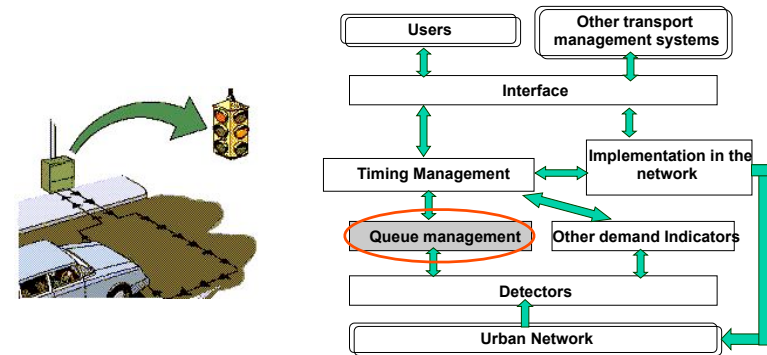 Users
Other transport
management systems
Interface
Timing Management
Implementation in the
network
Queue management
Other demand Indicators
Detectors
Urban Network